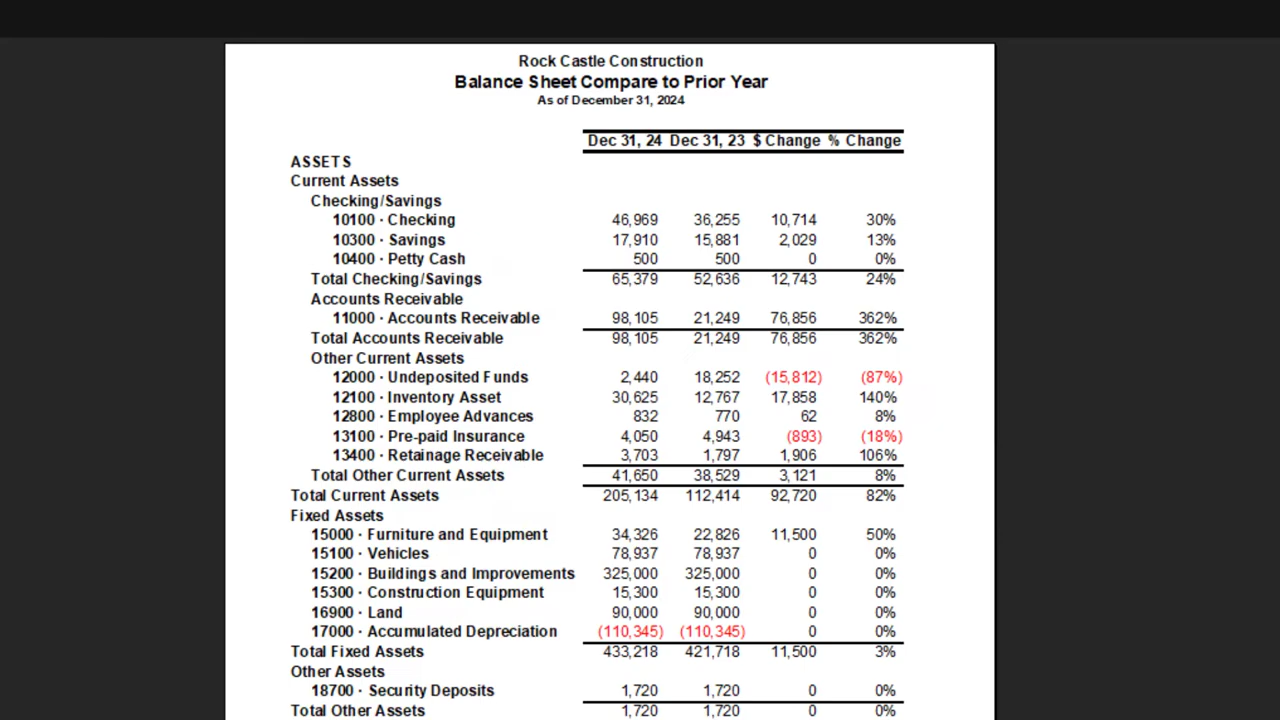 Rock Castle Construction
Balance Sheet Compare to Prior Year
As of December 31, 2024
Dec 31, 24 Dec 31, 23 $ Change % Change
ASSETS
Current Assets
Checking/Savings
10100 · Checking 46,969 36,255 10,714 30%
10300 · Savings 17,910 15,881 2,029 13%
10400 · Petty Cash 500 500 0 0%
Total Checking/Savings 65,379 52,636 12,743 24%
Accounts Receivable
11000 · Accounts Receivable 98,105 21,249 76,856 362%
Total Accounts Receivable 98,105 21,249 76,856 362%
Other Current Assets
12000 · Undeposited Funds 2,440 18,252 (15,812) (87%)
12100 · Inventory Asset 30,625 12,767 17,858 140%
12800 · Employee Advances 832 770 62 8%
13100 · Pre-paid Insurance 4,050 4,943 (893) (18%)
13400 · Retainage Receivable 3,703 1,797 1,906 106%
Total Other Current Assets 41,650 38,529 3,121 8%
Total Current Assets 205,134 112,414 92,720 82%
Fixed Assets
15000 · Furniture and Equipment 34,326 22,826 11,500 50%
15100 · Vehicles 78,937 78,937 0 0%
15200 · Buildings and Improvements 325,000 325,000 0 0%
15300 · Construction Equipment 15,300 15,300 0 0%
16900 · Land 90,000 90,000 0 0%
17000 · Accumulated Depreciation (110,345) (110,345) 0 0%
Total Fixed Assets 433,218 421,718 11,500 3%
Other Assets
18700 · Security Deposits 1,720 1,720 0 0%
Total Other Assets 1,720 1,720 0 0%